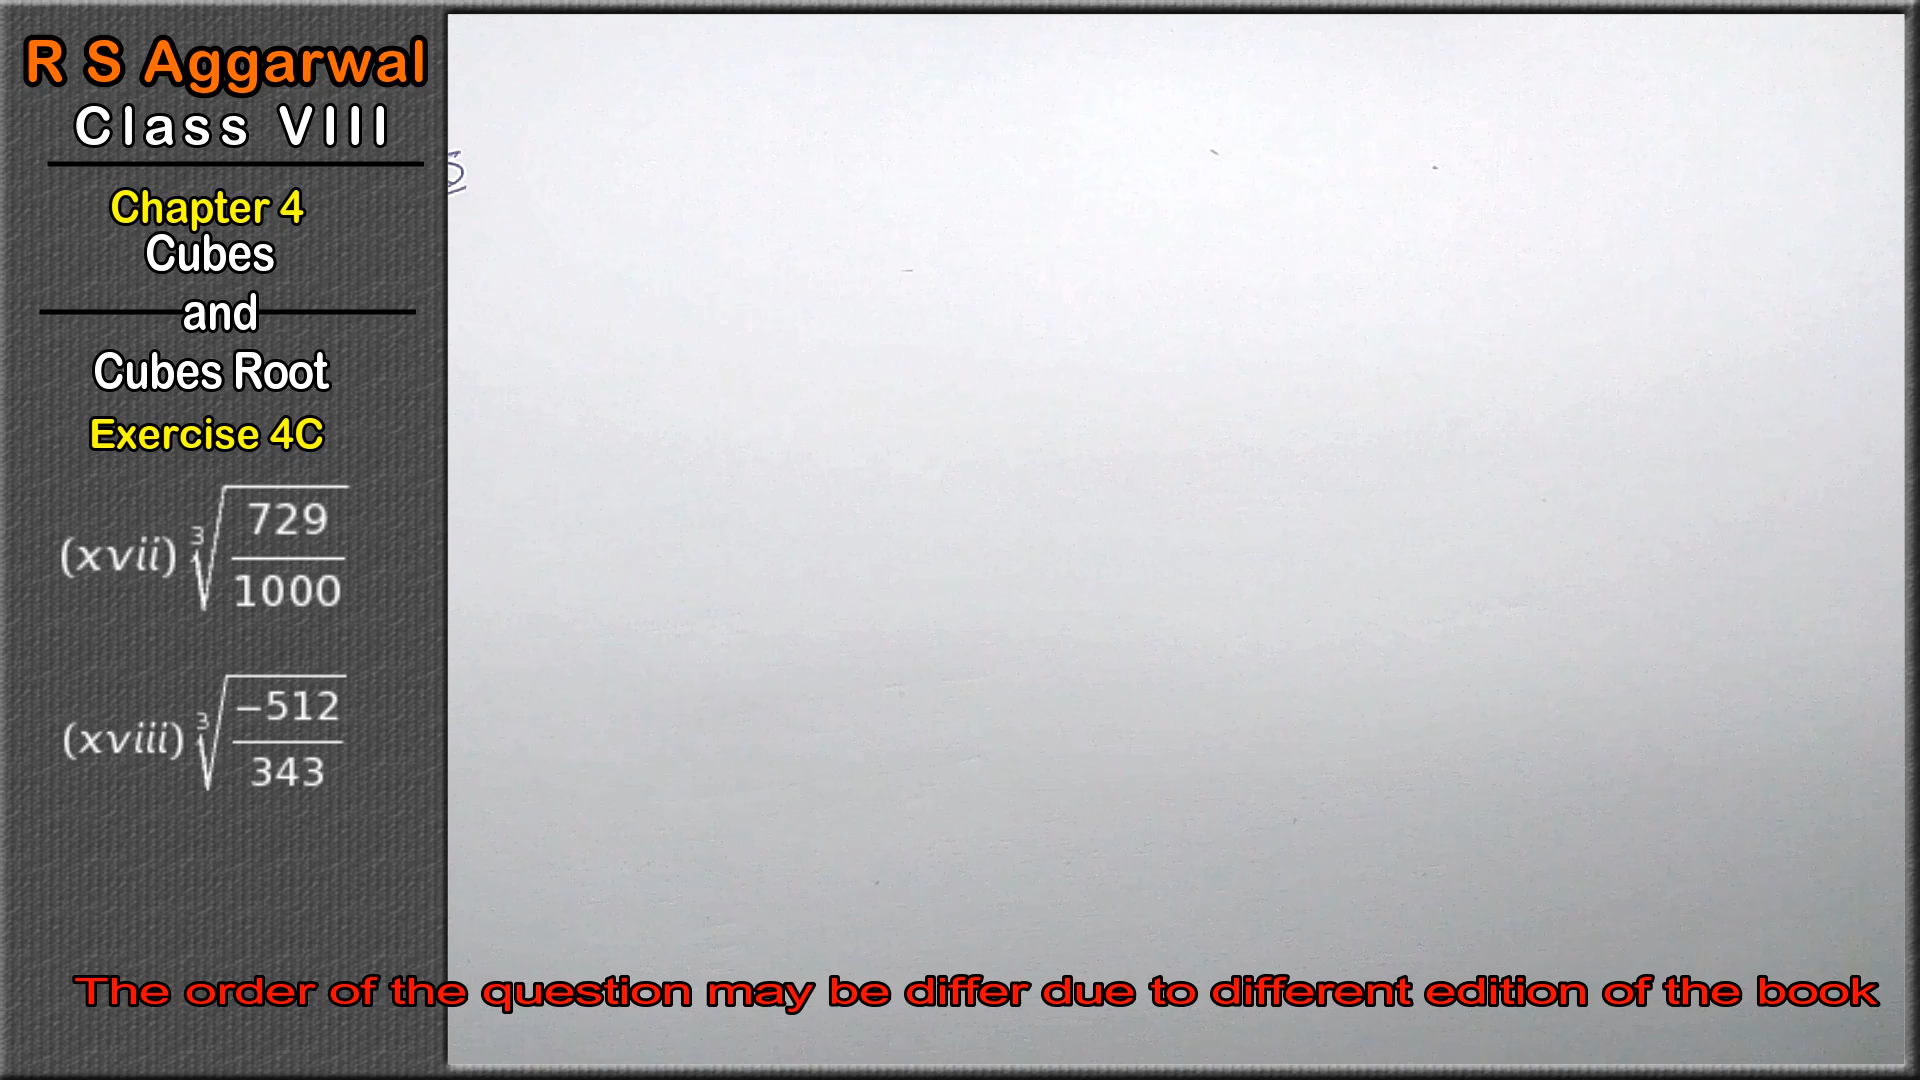 R S Aggarwal
Class VIII
Chapter 4
Cubes
and
Cubes Root
Exercise 4C
(xvii) ∛(729/1000)
(xviii) ∛(−512/343)
The order of the question may be differ due to different edition of the book